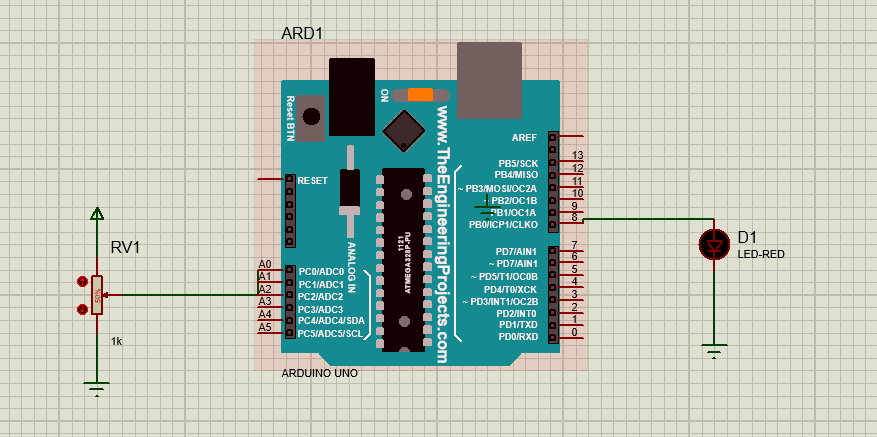 ARD1
ON
Reset BTN
www.TheEngineeringProjects.com
AREF
13
PB5/SCK
12
PB4/MISO
11
~ PB3/MOSI/OC2A
10
~ PB2/OC1B
9
PB1/OC1A
8
PB0/ICP1/CLKO
RESET
1121
ATMEGA328P-PU
ANALOG IN
7
PD7/AIN1
6
~ PD7/AIN1
5
~ PD5/T1/OC0B
4
PD4/T0/XCK
3
~ PD3/INT1/OC2B
2
PD2/INT0
1
PD1/TXD
0
PD0/RXD
A0
PC0/ADC0
A1
PC1/ADC1
A2
PC2/ADC2
A3
PC3/ADC3
A4
PC4/ADC4/SDA
A5
PC5/ADC5/SCL
ARDUINO UNO
RV1
50%
1k
D1
LED-RED